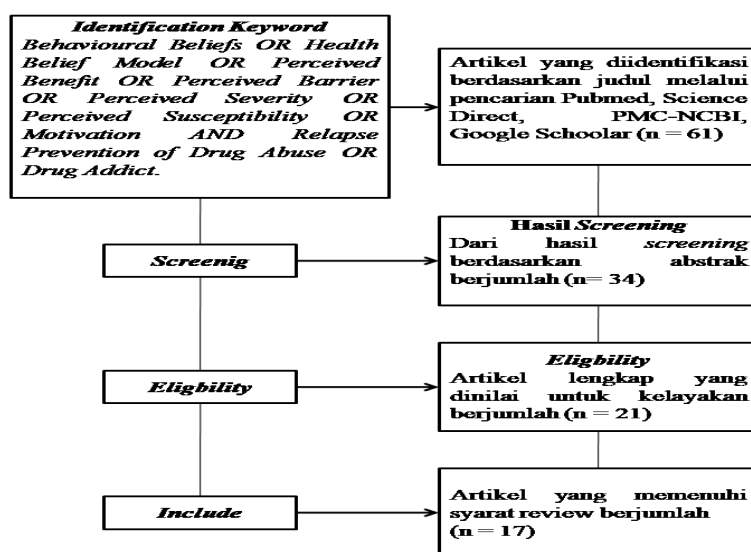 Identification Keyword
Behavioural Beliefs OR Health
Belief Model OR Perceived
Benefit OR Perceived Barrier
OR Perceived Severity OR
Perceived Susceptibility OR
Motivation AND Relapse
Prevention of Drug Abuse OR
Drug Addict.
Artikel yang diidentifikasi
berdasarkan judul melalui
pencarian Pubmed, Science
Direct, PMC-NCBI,
Google Schoolar (n = 61)
Screenig
Hasil Screening
Dari hasil screening
berdasarkan abstrak
berjumlah (n= 34)
Eligbility
Eligbility
Artikel lengkap yang
dinilai untuk kelayakan
berjumlah (n = 21)
Include
Artikel yang memenuhi
syarat review berjumlah
(n = 17)